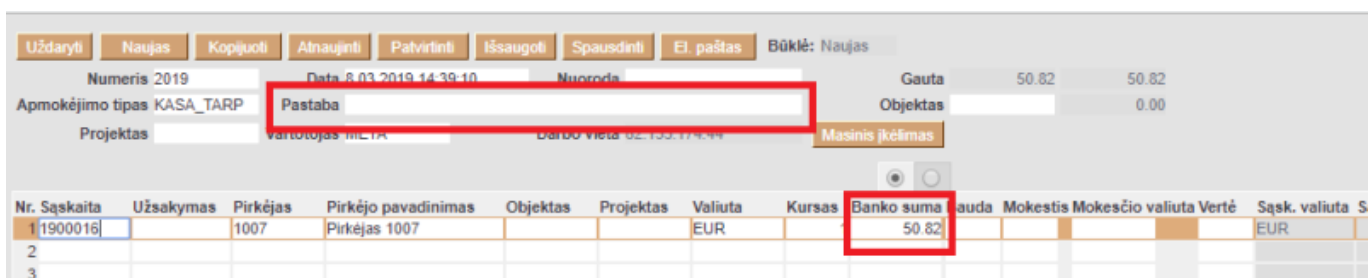 Uždaryti Naujas Kopijuoti Atnaujinti Patvirtinti Išsaugoti Spausdinti El. paštas Būklė: Naujas
Numeris 2019 Data 8.03.2019 14:39:10 Nuoroda Gauta 50.82 50.82
Apmokėjimo tipas KASA_TARP Pastaba Objektas 0.00
Projektas Vartotojas META Darbo vieta Masinis įkėlimas
Nr. Sąskaita Užsakymas Pirkėjas Pirkėjo pavadinimas Objektas Projektas Valiuta Kursas Banko suma Bauda Mokestis Mokesčio valiuta Vertė Sąsk. valiuta
1 1900016 1007 Pirkėjas 1007 EUR 1 50.82 EUR
2
3